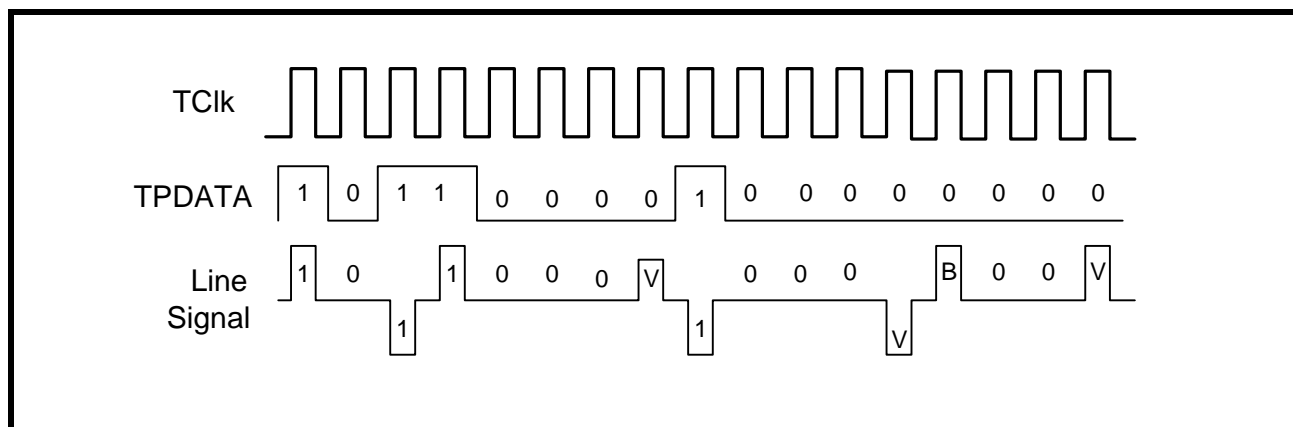 TClk
TPDATA 1 0 1 1 0 0 0 0 1 0 0 0 0 0 0 0 0
Line Signal
1 0 1 1 0 0 0 V 1 0 0 0 V B 0 0 V